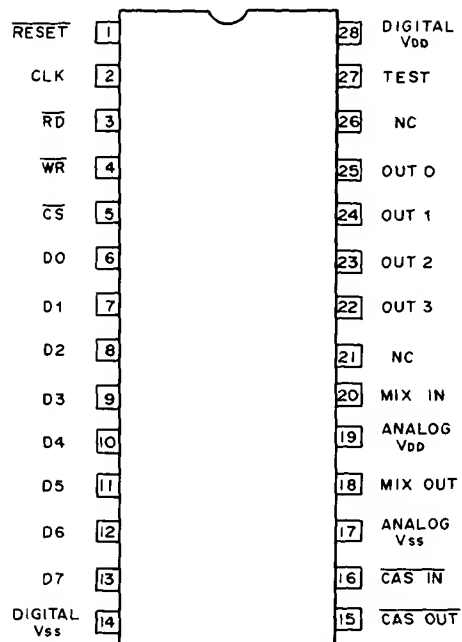 RESET 1
CLK 2
RD 3
WR 4
CS 5
D0 6
D1 7
D2 8
D3 9
D4 10
D5 11
D6 12
D7 13
DIGITAL
Vss 14
28 DIGITAL
VDD
27 TEST
26 NC
25 OUT 0
24 OUT 1
23 OUT 2
22 OUT 3
21 NC
20 MIX IN
19 ANALOG
VDD
18 MIX OUT
17 ANALOG
Vss
16 CAS IN
15 CAS OUT